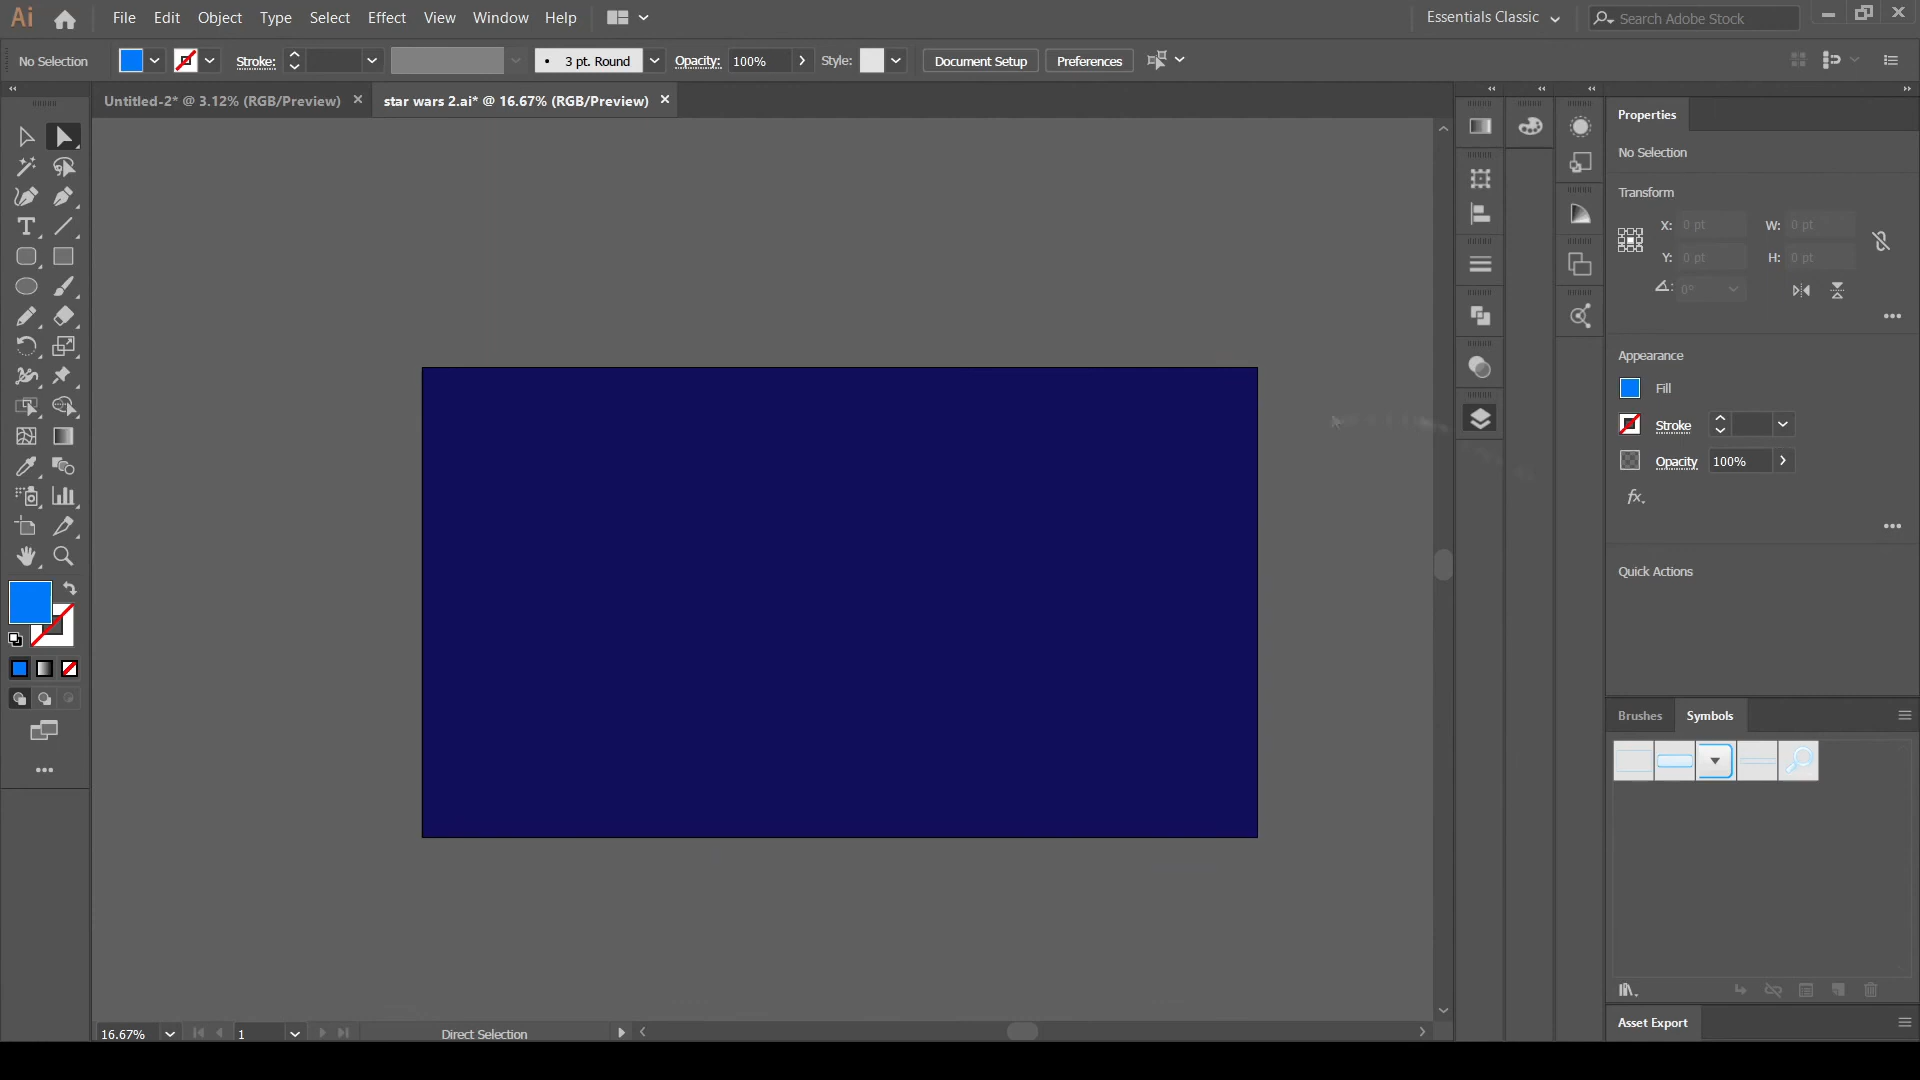 Ai File Edit Object Type Select Effect View Window Help Essentials Classic Search Adobe Stock
No Selection Stroke: 3 pt. Round Opacity: 100% Style: Document Setup Preferences
Untitled-2* @ 3.12% (RGB/Preview) star wars 2.ai* @ 16.67% (RGB/Preview)
Properties
No Selection
Transform
X: 0 pt W: 0 pt
Y: 0 pt H: 0 pt
0°
Appearance
Fill
Stroke
Opacity 100%
fx.
Quick Actions
Brushes Symbols
Asset Export
16.67% 1 Direct Selection